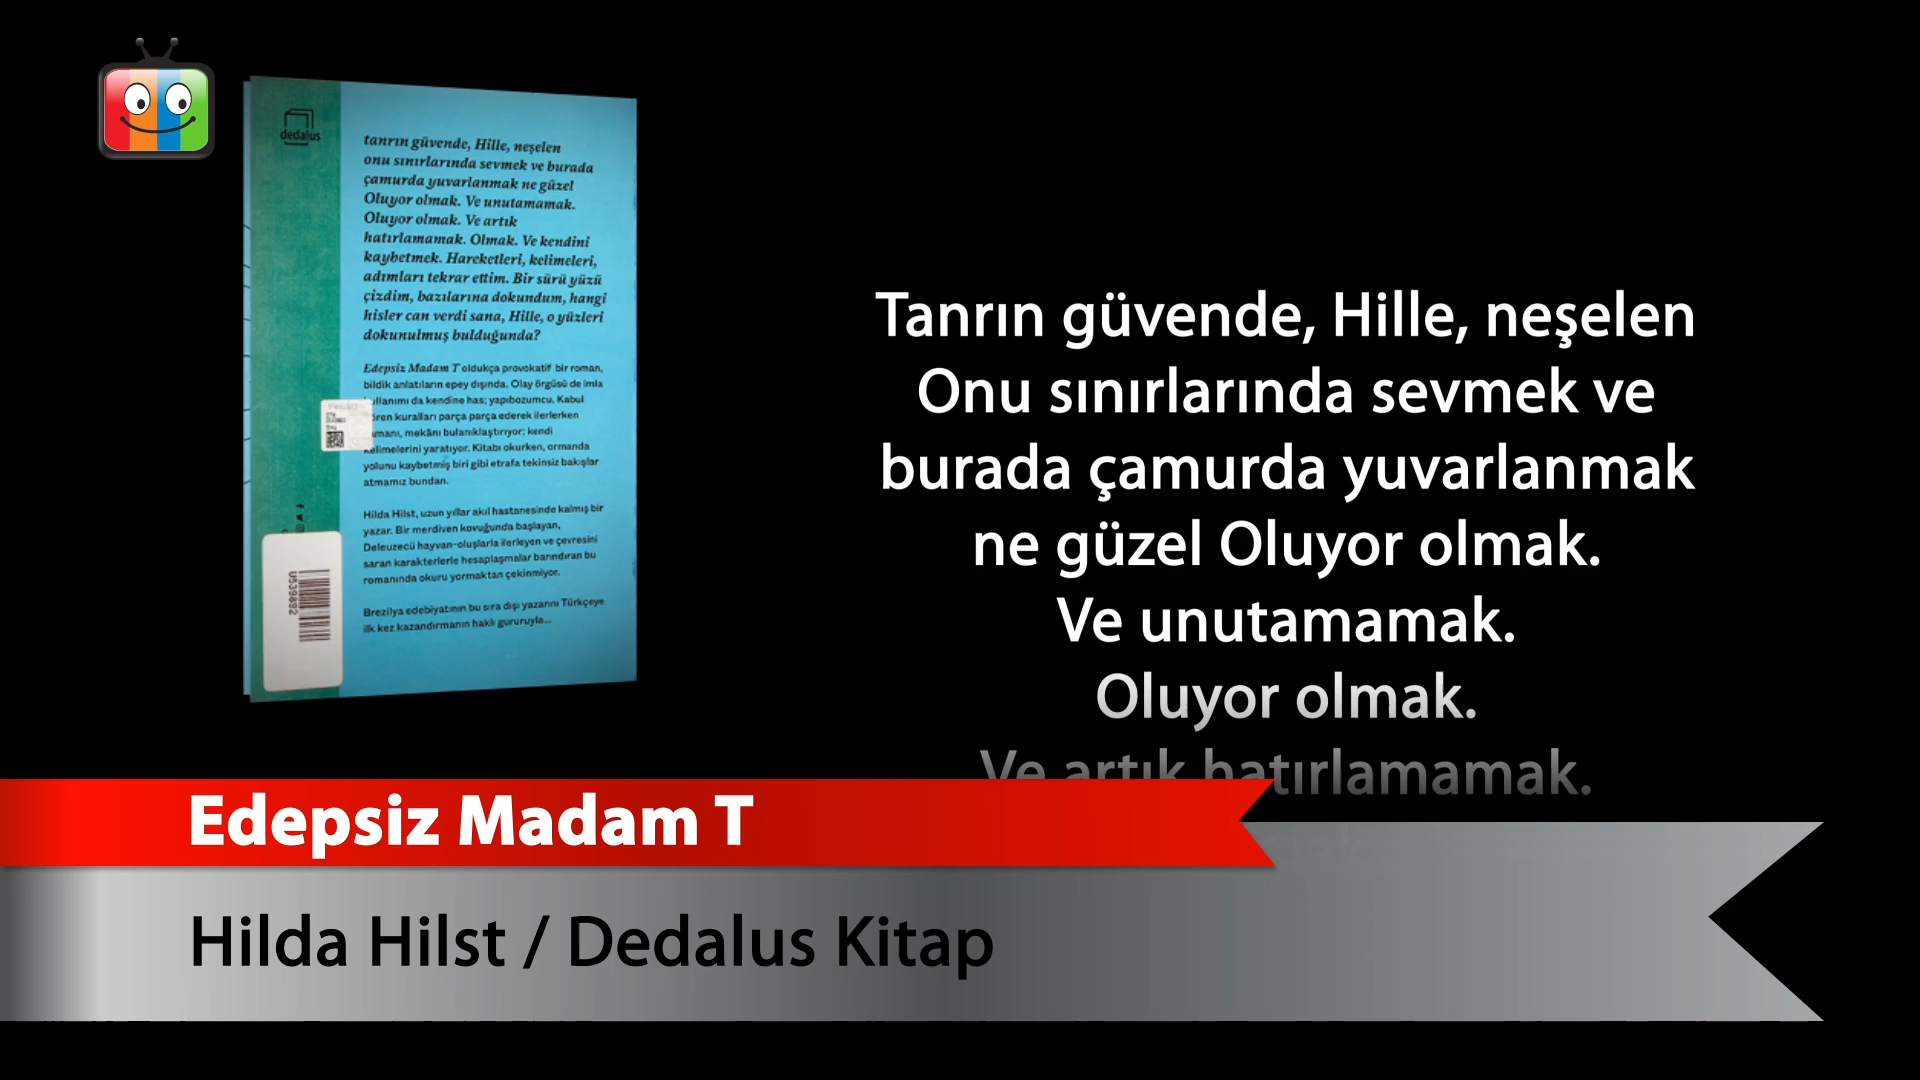 dedalus
tanrın güvende, Hille, neşelen
onu sınırlarında sevmek ve burada
çamurda yuvarlanmak ne güzel
Oluyor olmak. Ve unutamamak.
Oluyor olmak. Ve artık
hatırlamamak. Olmak. Ve kendini
kaybetmek. Hareketleri, kelimeleri,
adımları tekrar ettim. Bir sürü yüzü
çizdim, bazılarına dokundum, hangi
hisler can verdi sana, Hille, o yüzleri
dokunulmuş bulduğunda?
Edepsiz Madam T oldukça provokatif bir roman,
bildik anlatıların epey dışında. Olay örgüsü de imla
kullanımı da kendine has; yapıbozumcu. Kabul
gören kuralları parça parça ederek ilerlerken
zamanı, mekânı bulanıklaştırıyor; kendi
kelimelerini yaratıyor. Kitabı okurken, ormanda
yolunu kaybetmiş biri gibi etrafa tekinsiz bakışlar
atmamız bundan.
Hilda Hilst, uzun yıllar akıl hastanesinde kalmış bir
yazar. Bir merdiven kovuğunda başlayan,
Deleuzecü hayvan-oluşlarla ilerleyen ve çevresini
saran karakterlerle hesaplaşmalar barındıran bu
romanında okuru yormaktan çekinmiyor.
Brezilya edebiyatının bu sıra dışı yazarını Türkçeye
ilk kez kazandırmanın haklı gururuyla...
U539892
Tanrın güvende, Hille, neşelen
Onu sınırlarında sevmek ve
burada çamurda yuvarlanmak
ne güzel Oluyor olmak.
Ve unutamamak.
Oluyor olmak.
Ve artık hatırlamamak.
Edepsiz Madam T
Hilda Hilst / Dedalus Kitap